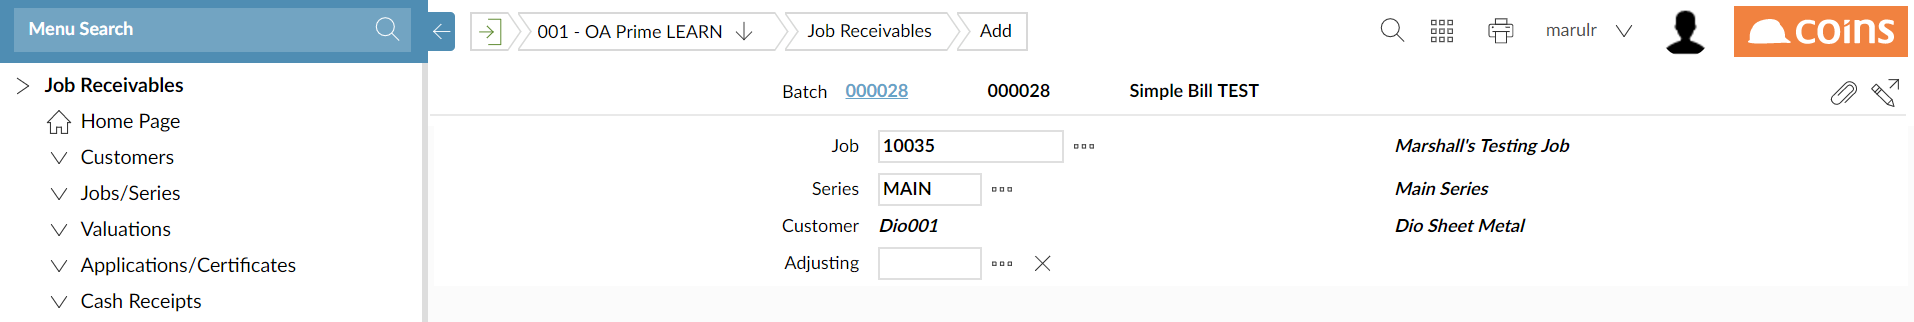 Menu Search
001 - OA Prime LEARN
Job Receivables
Add
marulr
coins
Job Receivables
Home Page
Customers
Jobs/Series
Valuations
Applications/Certificates
Cash Receipts
Batch 000028 000028 Simple Bill TEST
Job 10035 Marshall's Testing Job
Series MAIN Main Series
Customer Dio001 Dio Sheet Metal
Adjusting